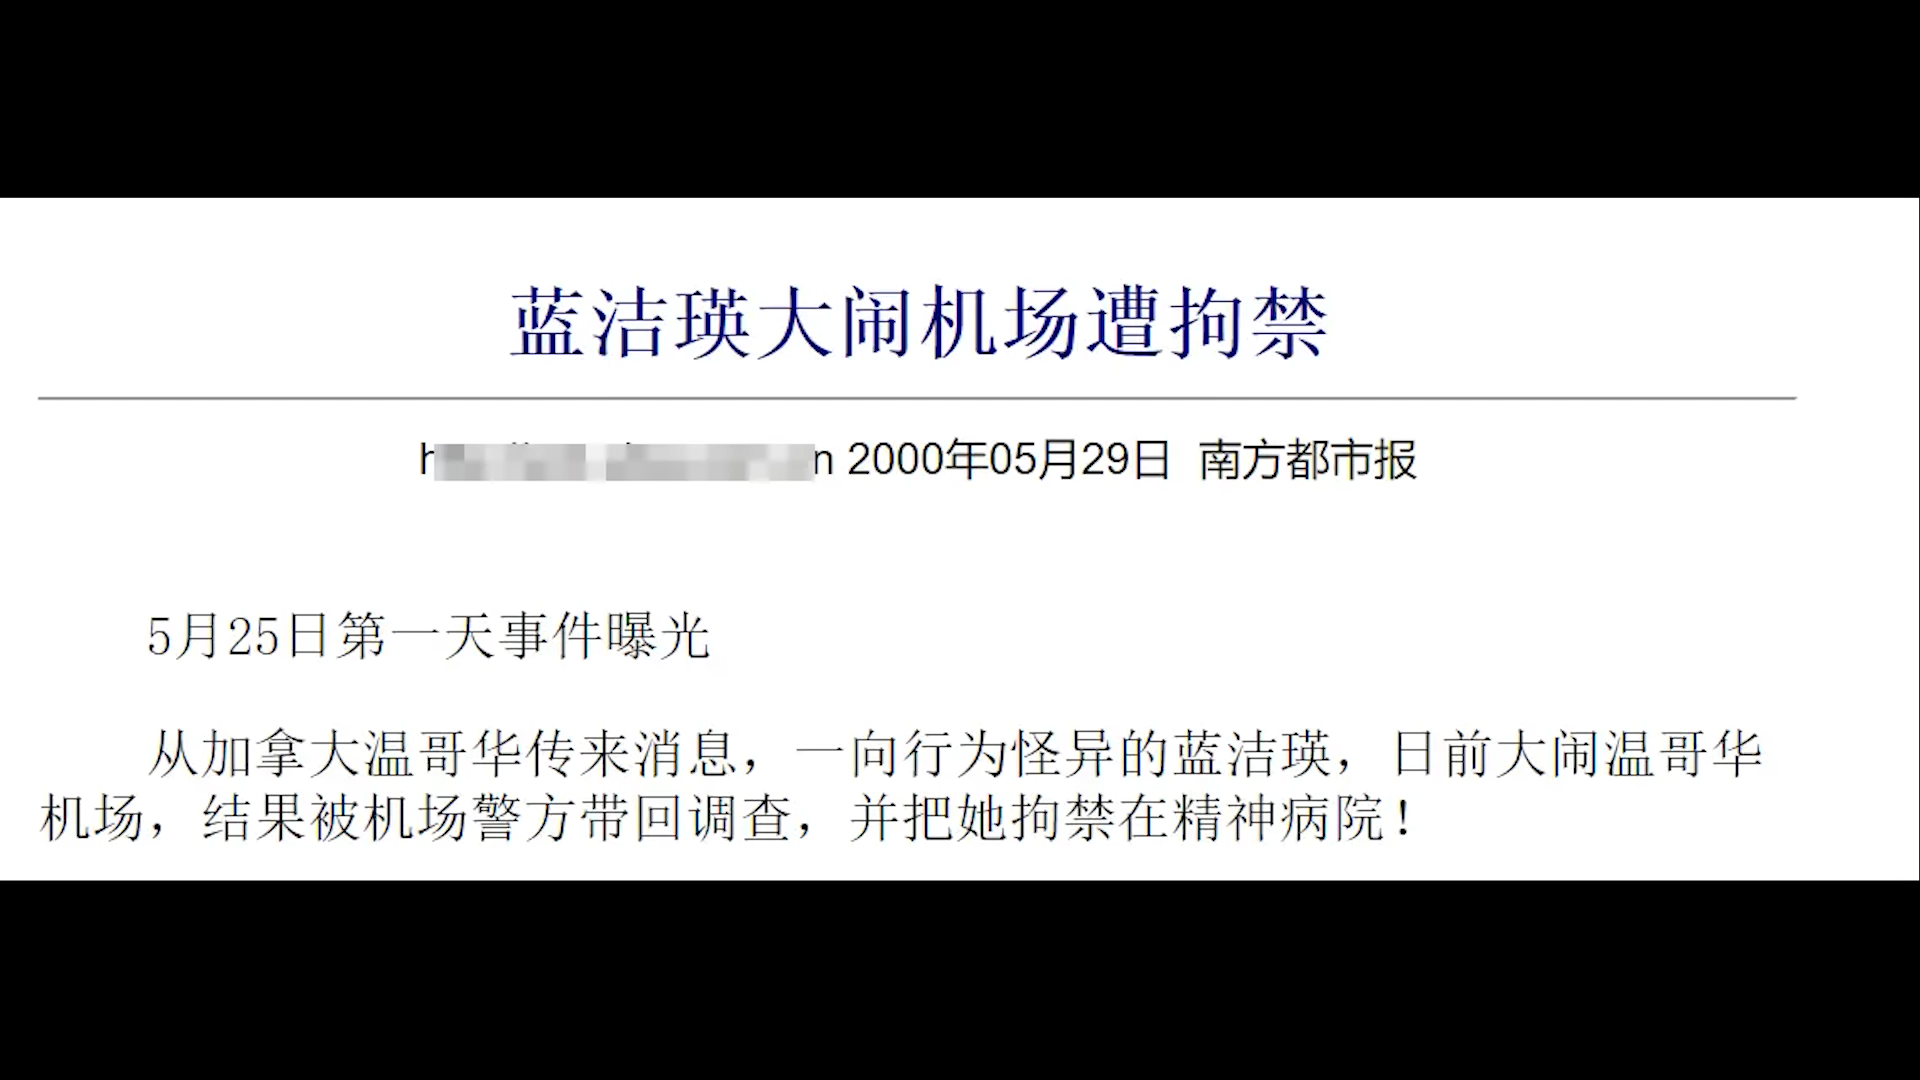 蓝洁瑛大闹机场遭拘禁
2000年05月29日 南方都市报
5月25日第一天事件曝光
从加拿大温哥华传来消息，一向行为怪异的蓝洁瑛，日前大闹温哥华
机场，结果被机场警方带回调查，并把她拘禁在精神病院！